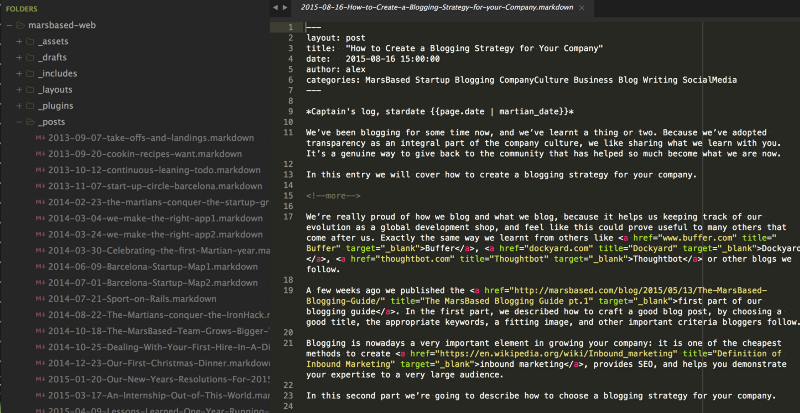 FOLDERS
marsbased-web
_assets
_drafts
_includes
_layouts
_plugins
_posts
2013-09-07-take-offs-and-landings.markdown
2013-09-20-cookin-recipes-want.markdown
2013-10-12-continuous-leaning-todo.markdown
2013-11-07-start-up-circle-barcelona.markdown
2014-02-23-the-martians-conquer-the-startup-gr
2014-03-04-we-make-the-right-app1.markdown
2014-03-24-we-make-the-right-app2.markdown
2014-03-30-Celebrating-the-first-Martian-year.ma
2014-06-09-Barcelona-Startup-Map1.markdown
2014-07-01-Barcelona-Startup-Map2.markdown
2014-07-21-Sport-on-Rails.markdown
2014-08-22-The-Martians-conquer-the-IronHack.m
2014-10-18-The-MarsBased-Team-Grows-Bigger-
2014-10-25-Dealing-With-Your-First-Hire-In-A-Di
2014-12-23-Our-First-Christmas-Dinner.markdown
2015-01-20-Our-New-Years-Resolutions-For-2015
2015-03-17-An-Internship-Out-of-This-World.mar
2015-04-09-Lessons-Learned-One-Year-Running-
2015-08-16-How-to-Create-a-Blogging-Strategy-for-your-Company.markdown
1 ---
2 layout: post
3 title: "How to Create a Blogging Strategy for Your Company"
4 date: 2015-08-16 15:00:00
5 author: alex
6 categories: MarsBased Startup Blogging CompanyCulture Business Blog Writing SocialMedia
7 ---
8
9 *Captain's log, stardate {{page.date | martian_date}}*
10
11 We've been blogging for some time now, and we've learnt a thing or two. Because we've adopted
transparency as an integral part of the company culture, we like sharing what we learn with you.
It's a genuine way to give back to the community that has helped so much become what we are now.
12
13 In this entry we will cover how to create a blogging strategy for your company.
14
15 <!--more-->
16
17 We're really proud of how we blog and what we blog, because it helps us keeping track of our
evolution as a global development shop, and feel like this could prove useful to many others that
come after us. Exactly the same way we learnt from others like <a href="www.buffer.com" title="
Buffer" target="_blank">Buffer</a>, <a href="dockyard.com" title="Dockyard" target="_blank">Dockyard
</a>, <a href="thoughtbot.com" title="Thoughtbot" target="_blank">Thoughtbot</a> or other blogs we
follow.
18
19 A few weeks ago we published the <a href="http://marsbased.com/blog/2015/05/13/The-MarsBased-
Blogging-Guide/" title="The MarsBased Blogging Guide pt.1" target="_blank">first part of our
blogging guide</a>. In the first part, we described how to craft a good blog post, by choosing a
good title, the appropriate keywords, a fitting image, and other important criteria bloggers follow.
20
21 Blogging is nowadays a very important element in growing your company: it is one of the cheapest
methods to create <a href="https://en.wikipedia.org/wiki/Inbound_marketing" title="Definition of
Inbound Marketing" target="_blank">inbound marketing</a>, provides SEO, and helps you demonstrate
your expertise to a very large audience.
22
23 In this second part we're going to describe how to choose a blogging strategy for your company.
24